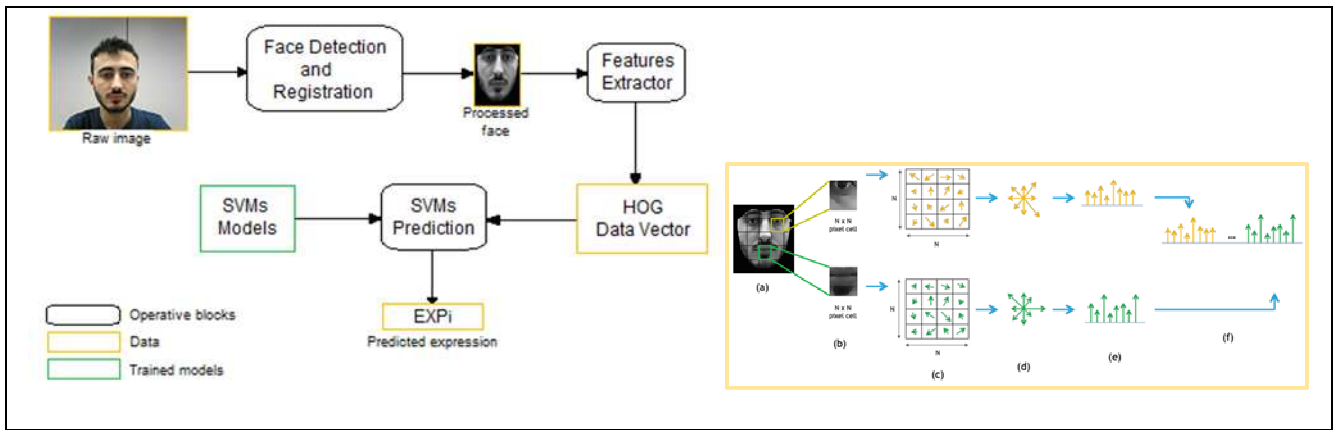 Face Detection
and
Registration
Features
Extractor
Raw image
Processed
face
SVMs
Models
SVMs
Prediction
HOG
Data Vector
EXPi
Predicted expression
Operative blocks
Data
Trained models
N x N
pixel cell
N
N
(a)
N x N
pixel cell
N
N
...
(b)
(c)
(d)
(e)
(f)